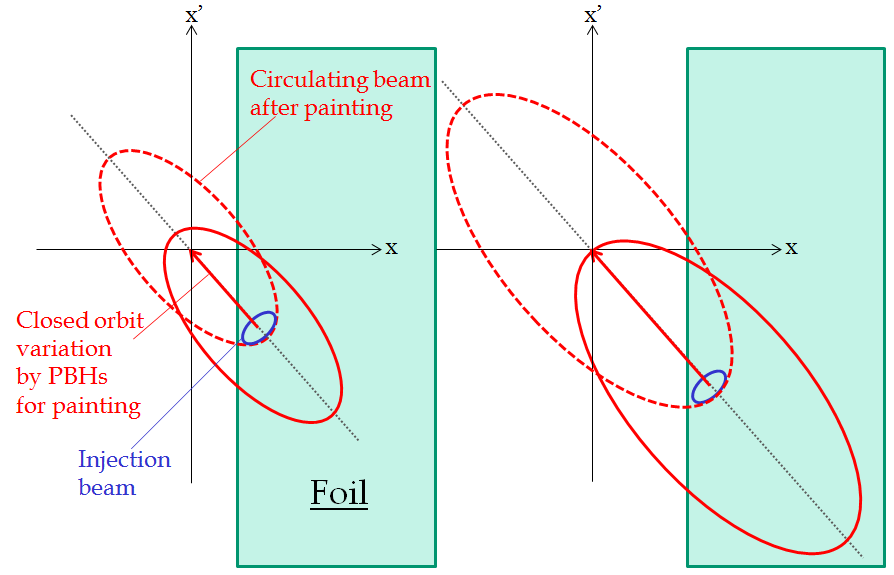 x’
x’
Circulating beam
after painting
x
x
Closed orbit
variation
by PBHs
for painting
Injection
beam
Foil